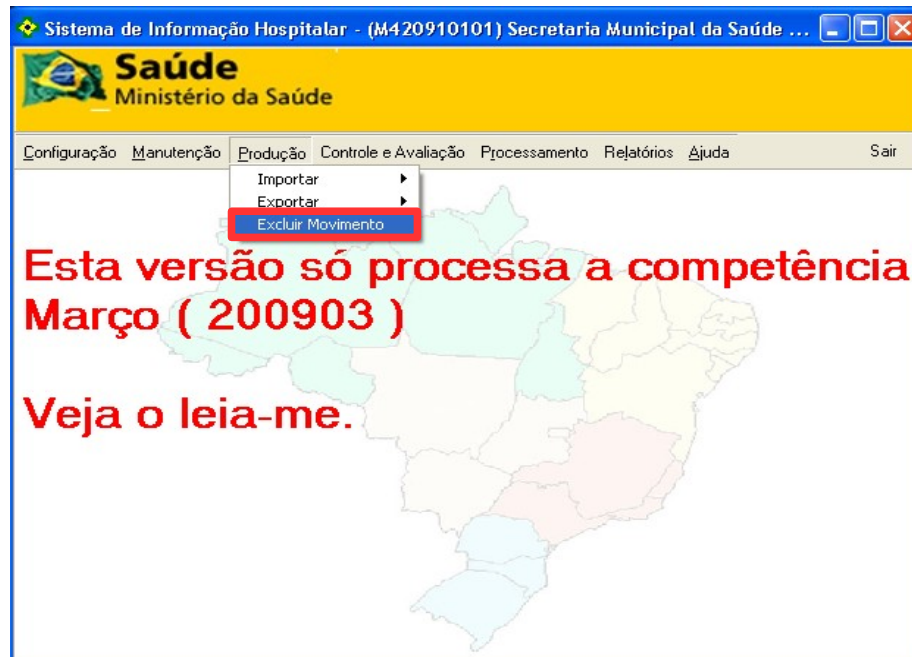 Sistema de Informação Hospitalar - (M420910101) Secretaria Municipal da Saúde ...
Saúde
Ministério da Saúde
Configuração Manutenção Produção Controle e Avaliação Processamento Relatórios Ajuda Sair
Importar
Exportar
Excluir Movimento
Esta versão só processa a competência
Março ( 200903 )
Veja o leia-me.